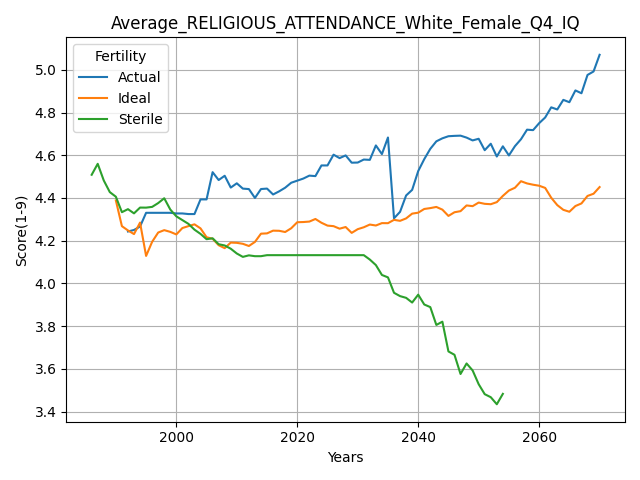 Average_RELIGIOUS_ATTENDANCE_White_Female_Q4_IQ
Fertility
Actual
Ideal
Sterile
Score(1-9)
5.0
4.8
4.6
4.4
4.2
4.0
3.8
3.6
3.4
2000 2020 2040 2060
Years